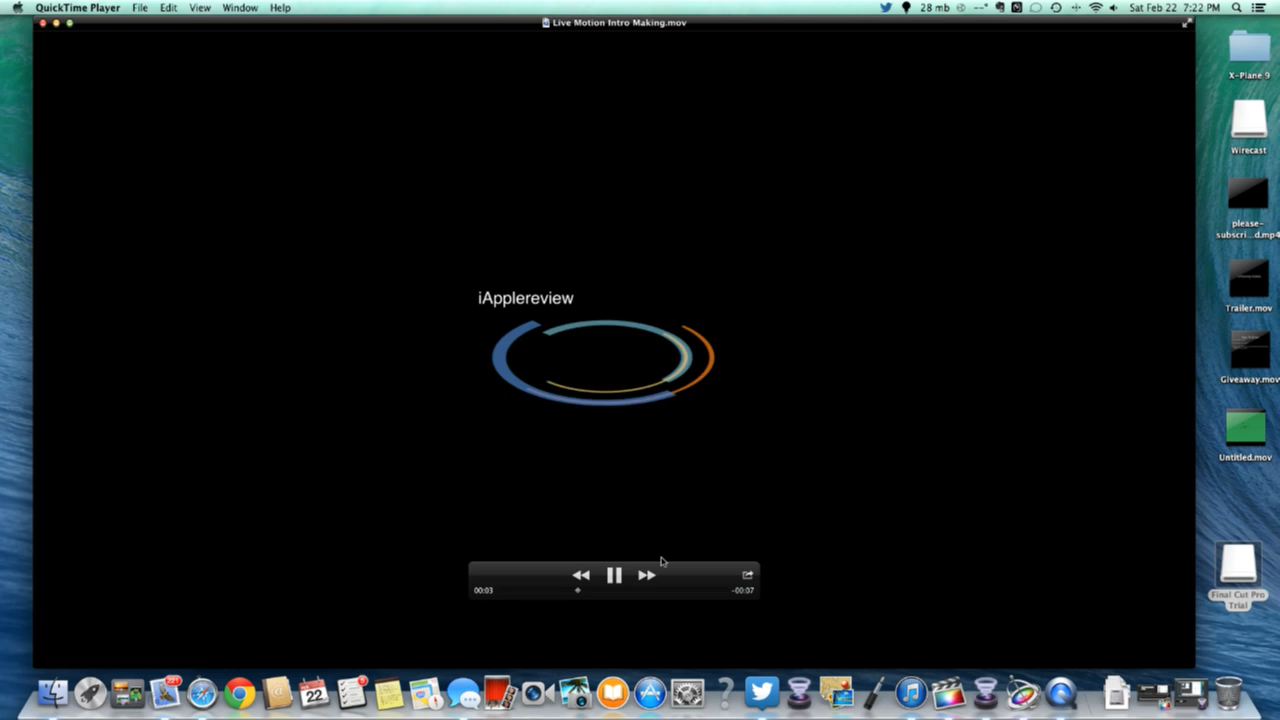 QuickTime Player File Edit View Window Help
28 mb
Sat Feb 22 7:22 PM
Live Motion Intro Making.mov
X-Plane 9
Wirecast
please-
subscri...d.mp4
Trailer.mov
Giveaway.mov
Untitled.mov
Final Cut Pro
Trial
iApplereview
00:03
-00:07
22